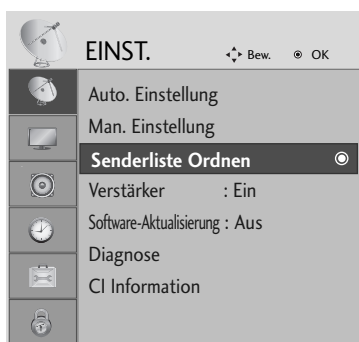 EINST. Bew. OK
Auto. Einstellung
Man. Einstellung
Senderliste Ordnen
Verstärker : Ein
Software-Aktualisierung : Aus
Diagnose
CI Information